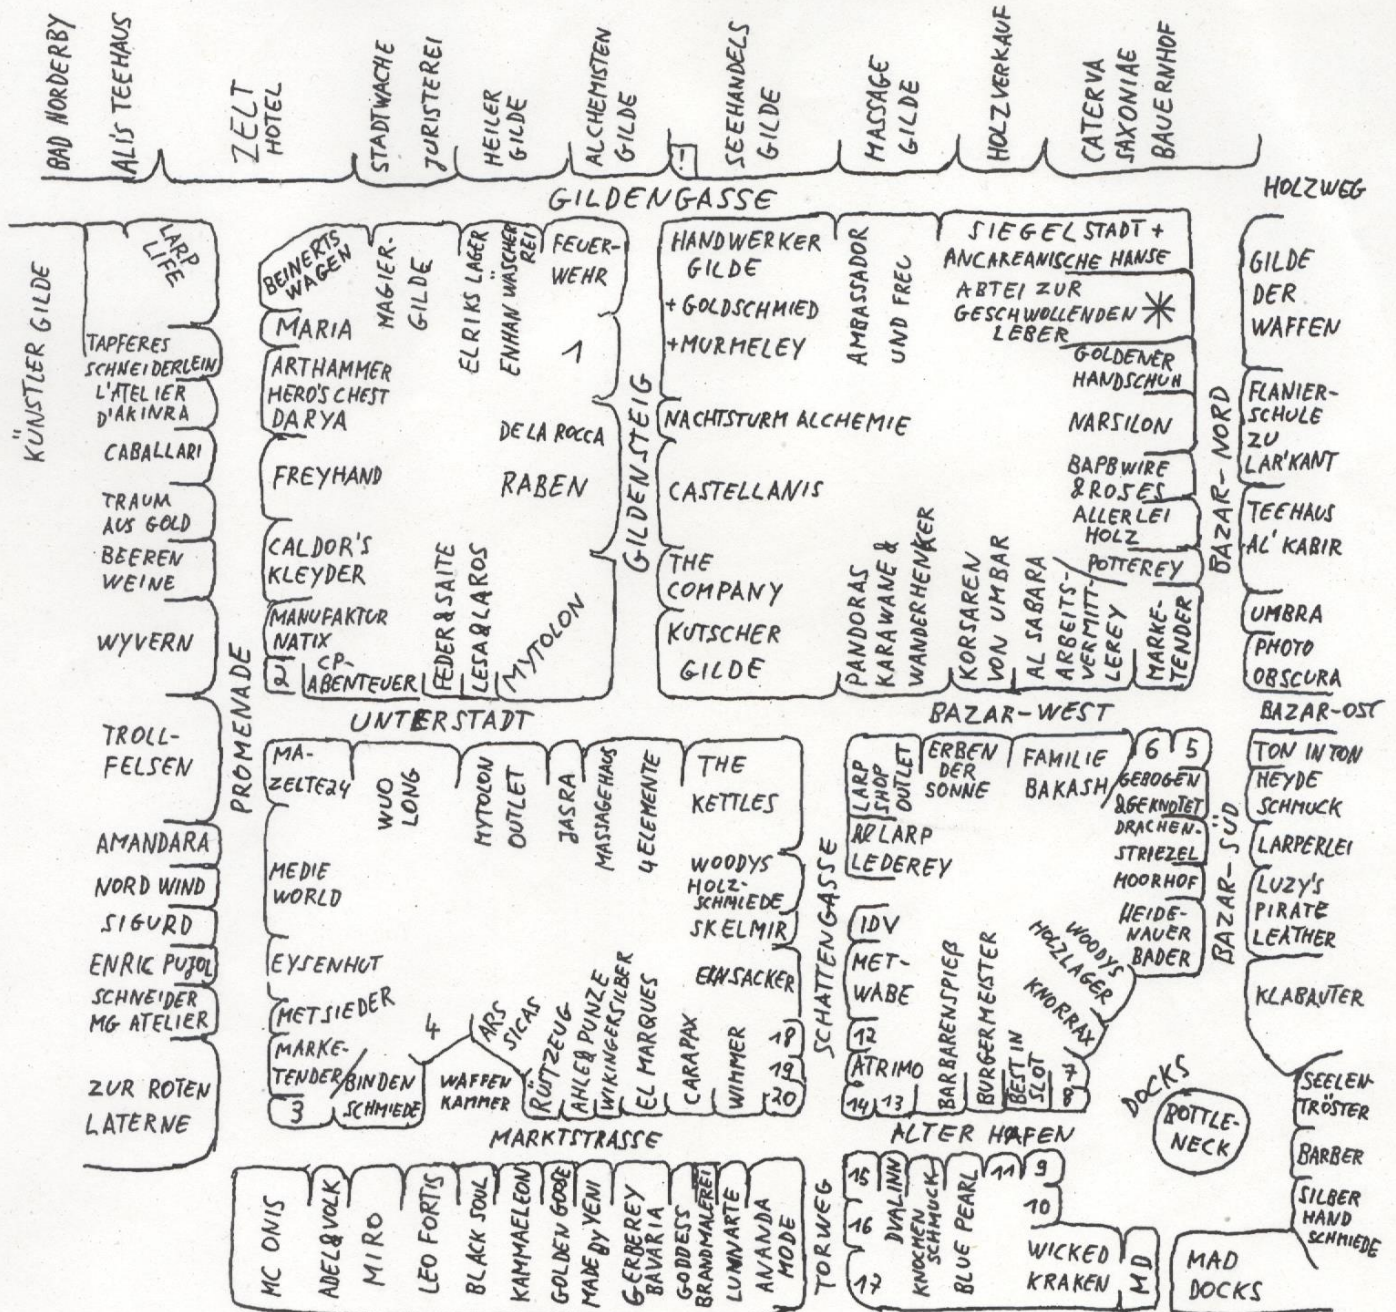 BAD NORDERBY
ALI'S TEEHAUS
ZELT
HOTEL
STADTWACHE
JURISTEREI
HEILER
GILDE
ALCHEMISTEN
GILDE
SEEHANDELS
GILDE
MASSAGE
GILDE
HOLZVERKAUF
CATERVA
SAXONIAE
BAUERNHOF
GILDENGASSE
HOLZWEG
KÜNSTLER GILDE
LARP
LIFE
TAPFERES
SCHNEIDERLEIN
L'ATELIER
D'AKINRA
CABALLARI
TRAUM
AUS GOLD
BEEREN
WEINE
WYVERN
TROLL-
FELSEN
AMANDARA
NORD WIND
SIGURD
ENRIC PUJOL
SCHNEIDER
MG ATELIER
ZUR ROTEN
LATERNE
PROMENADE
BEINERTS
WAGEN
MAGIER-
GILDE
ELRIKS LAGER
ENHAN WÄSCHE
REI
FEUER-
WEHR
MARIA
1
ARTHAMMER
HERO'S CHEST
DARYA
DE LA ROCCA
FREYHAND
RABEN
CALDOR'S
KLEYDER
MANUFAKTUR
NATIX
2
CP-
ABENTEUER
FEDER & SAITE
LESA & LAROS
MYTOLON
GILDENSTEIG
HANDWERKER
GILDE
+ GOLDSCHMIED
+ MURMELEY
AMBASSADOR
UND FREC
SIEGELSTADT +
ANCAREANISCHE HANSE
ABTEI ZUR
GESCHWOLLENDEN
LEBER
GOLDENER
HANDSCHUH
NACHTSTURM ALCHEMIE
NARSILON
CASTELLANIS
BAPBWIRE
& ROSES
ALLERLEI
HOLZ
THE
COMPANY
POTTEREY
KUTSCHER
GILDE
PANDORAS
KARAWANE &
WANDERHENKER
KORSAREN
VON UMBAR
AL SABARA
ARBEITS-
VERMITT-
LEREY
MARKE-
TENDER
BAZAR-NORD
GILDE
DER
WAFFEN
FLANIER-
SCHULE
ZU
LAR'KANT
TEEHAUS
AL'KABIR
UMBRA
PHOTO
OBSCURA
UNTERSTADT
BAZAR-WEST
BAZAR-OST
MA-
ZELTE24
WUO
LONG
MYTOLON
OUTLET
JASRA
MASSAGEHAUS
4 ELEMENTE
THE
KETTLES
MEDIE
WORLD
WOODYS
HOLZ-
SCHMIEDE
SKELMIR
EYSENHUT
EINSACKER
METSIEDER
4
ARS
SICAS
RÜSTZEUG
AHLE & PUNZE
WIKINGERSILBER
EL MARQUES
CARAPAX
WIMMER
18
19
20
MARKE-
TENDER
3
BINDEN
SCHMIEDE
WAFFEN
KAMMER
SCHATTENGASSE
LARP
SHOP
OUTLET
ERBEN
DER
SONNE
FAMILIE
BAKASH
6
5
GEBOGEN
& GEKNOTET
LARP
LEDEREY
DRACHEN-
STRIEZEL
MOORHOF
IDV
HEIDE-
NAUER
BADER
MET-
WABE
12
ATRIMO
14
13
BARBARENSPIEß
BURGERMEISTER
BETT IN
SLOT
WOODYS
HOLZLAGER
KNORRAX
7
8
BAZAR-SÜD
TON IN TON
HEYDE
SCHMUCK
LARPERLEI
LUZY'S
PIRATE
LEATHER
KLABAUTER
MARKTSTRASSE
ALTER HAFEN
DOCKS
BOTTLE-
NECK
SEELEN-
TRÖSTER
BARBER
SILBER
HAND
SCHMIEDE
MC ONIS
ADEL & VOLK
MIRO
LEO FORTIS
BLACK SOUL
KAMMAELEON
GOLDEN GOOSE
MADE BY YENI
GERBEREY
BAVARIA
GODDESS
BRANDMALEREI
LUNNARTE
ANANDA
MODE
TORWEG
15
16
17
DVALINN
KNOCHEN
SCHMUCK
BLUE PEARL
11
9
10
WICKED
KRAKEN
MD
MAD
DOCKS